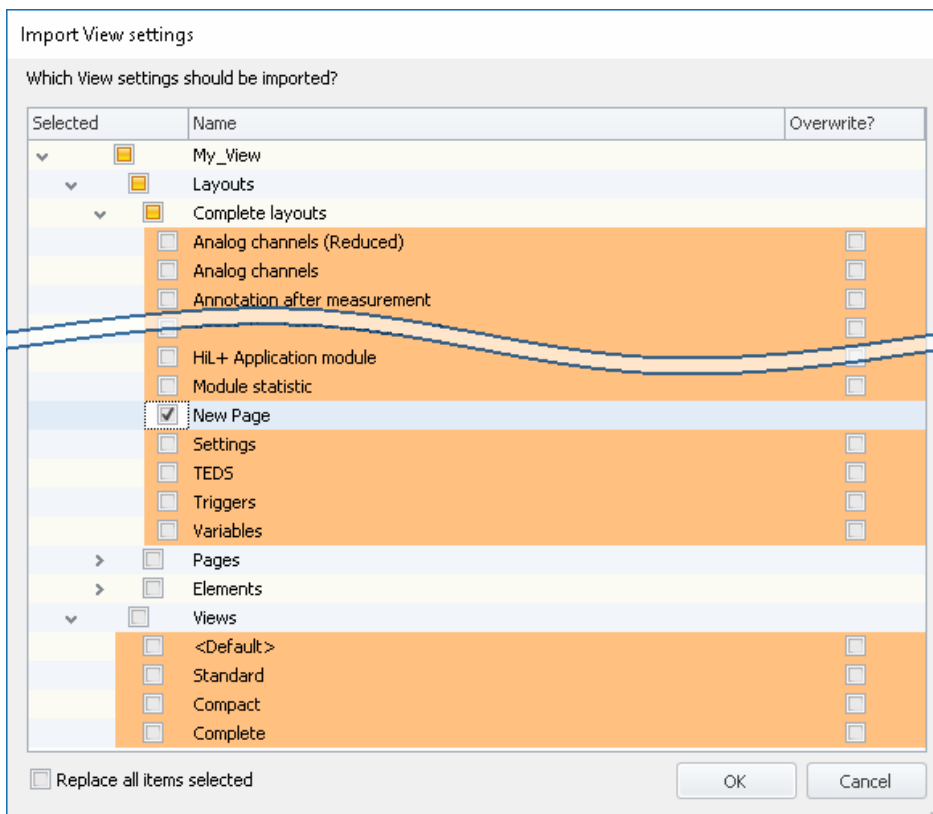 Import View settings
Which View settings should be imported?
Selected Name Overwrite?
My_View
Layouts
Complete layouts
Analog channels (Reduced)
Analog channels
Annotation after measurement
HiL+ Application module
Module statistic
New Page
Settings
TEDS
Triggers
Variables
Pages
Elements
Views
<Default>
Standard
Compact
Complete
Replace all items selected OK Cancel